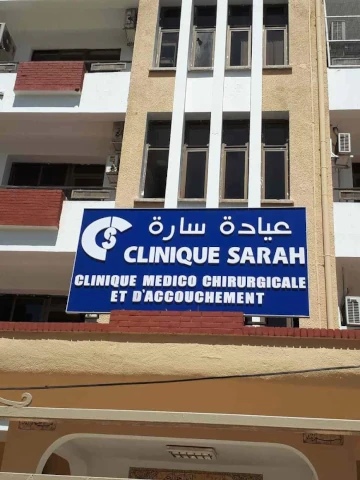 عيادة سارة
CLINIQUE SARAH
CLINIQUE MEDICO CHIRURGICALE
ET D'ACCOUCHEMENT